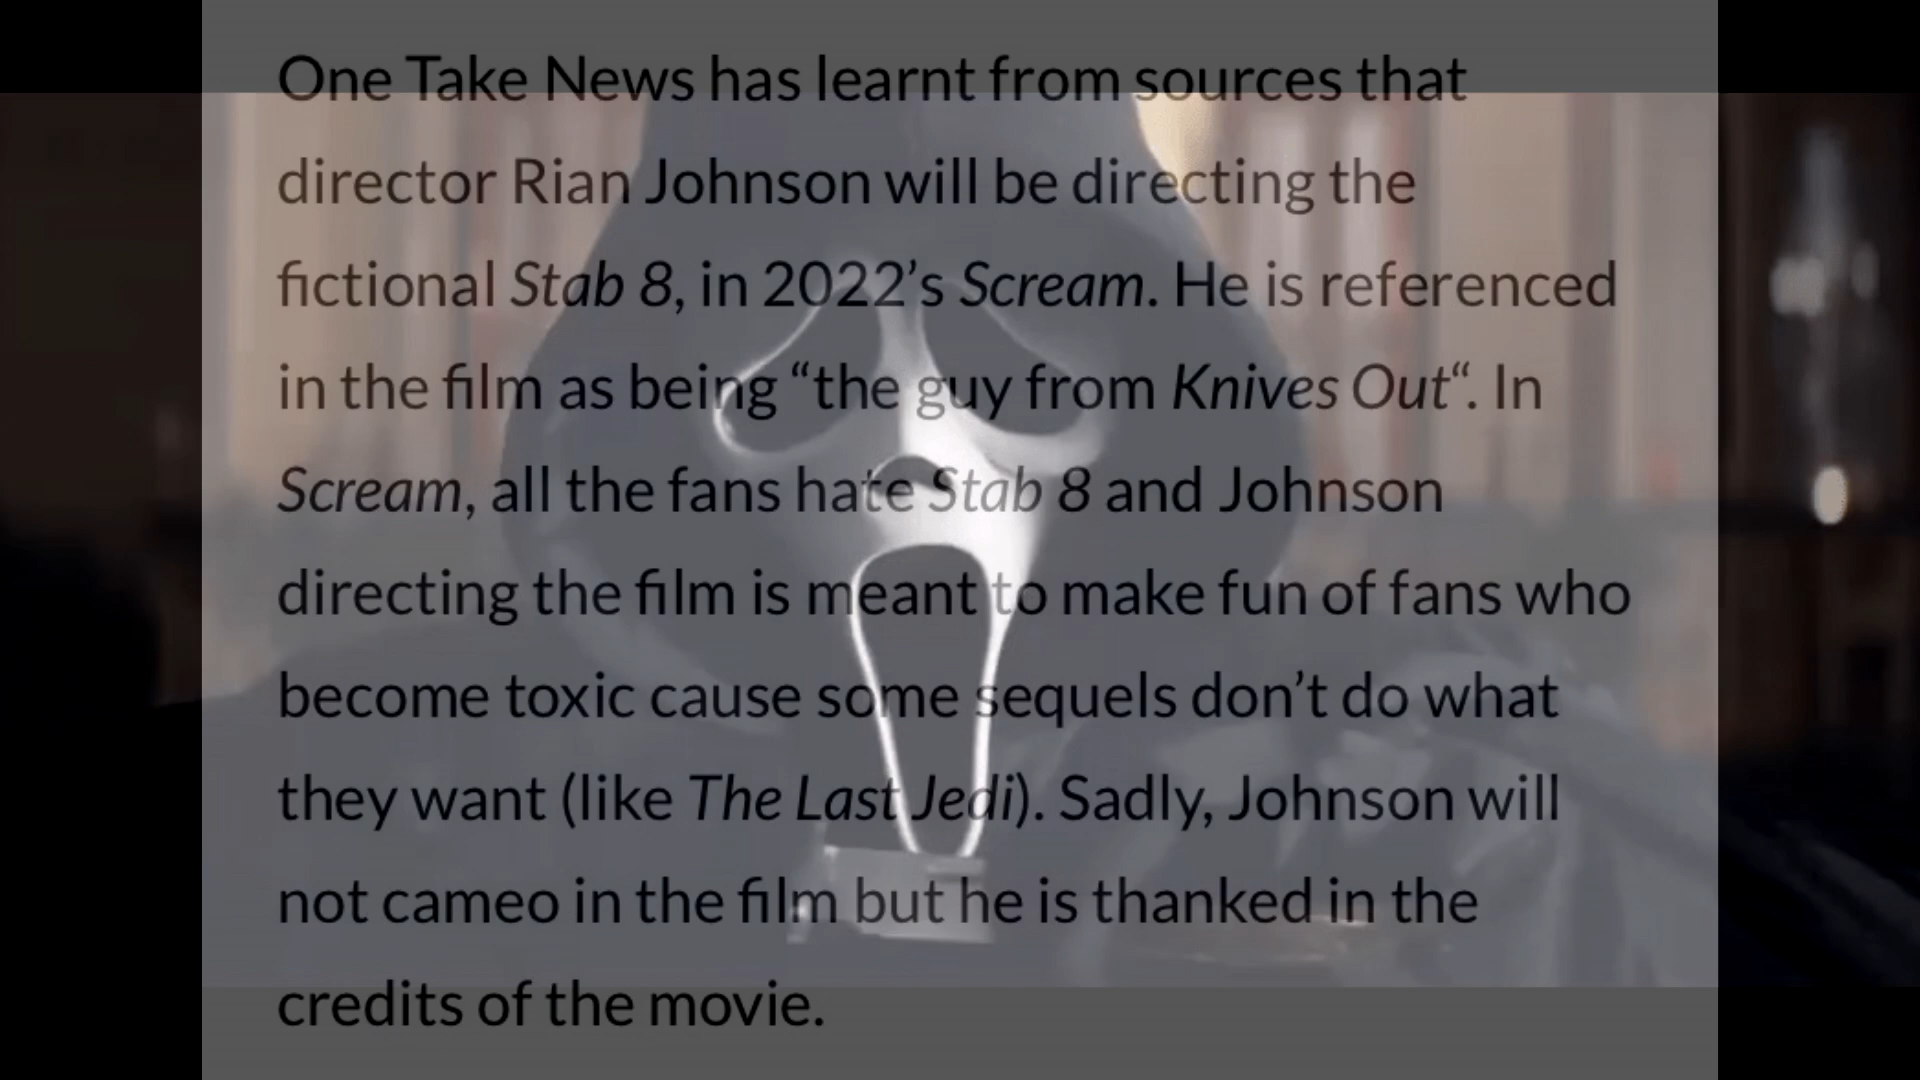 One Take News has learnt from sources that
director Rian Johnson will be directing the
fictional Stab 8, in 2022’s Scream. He is referenced
in the film as being “the guy from Knives Out“. In
Scream, all the fans hate Stab 8 and Johnson
directing the film is meant to make fun of fans who
become toxic cause some sequels don’t do what
they want (like The Last Jedi). Sadly, Johnson will
not cameo in the film but he is thanked in the
credits of the movie.